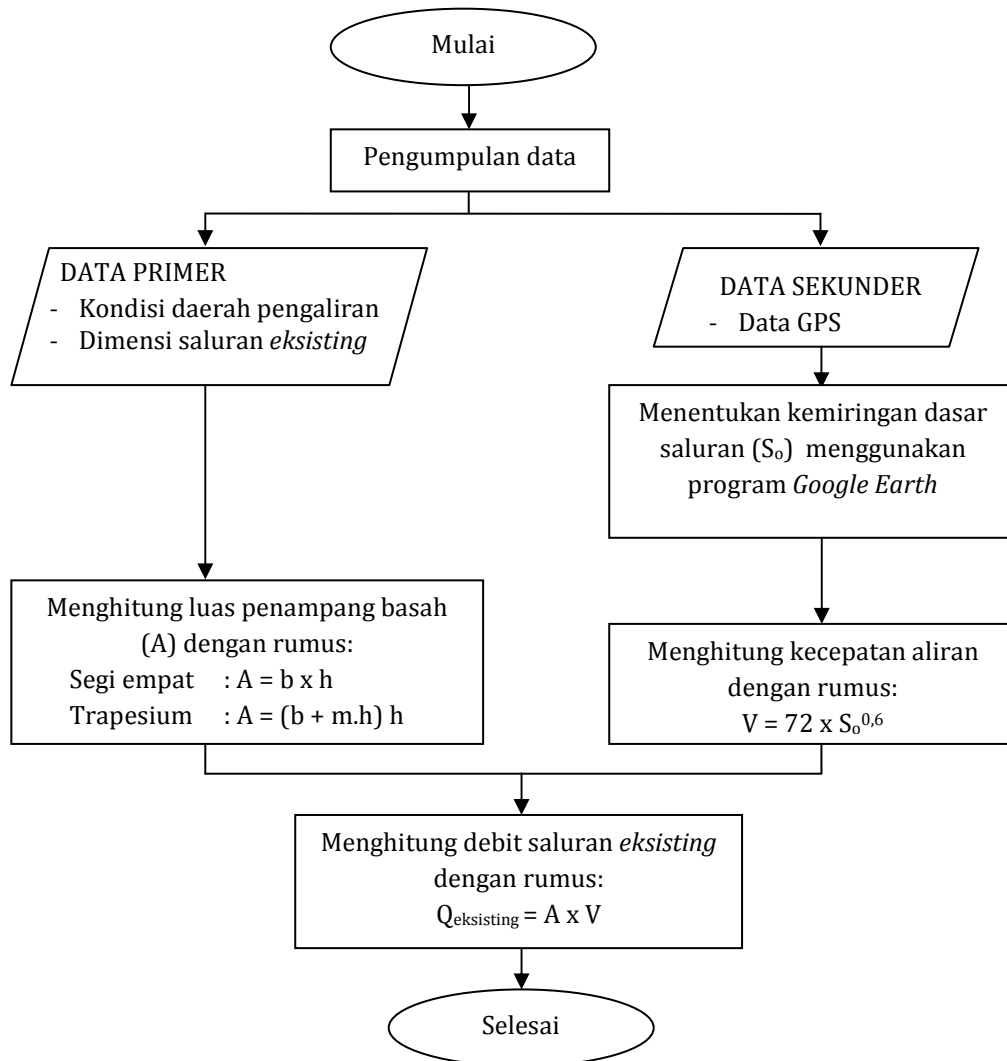 Mulai
Pengumpulan data
DATA PRIMER
- Kondisi daerah pengaliran
- Dimensi saluran eksisting
DATA SEKUNDER
- Data GPS
Menentukan kemiringan dasar
saluran (Sₒ) menggunakan
program Google Earth
Menghitung luas penampang basah
(A) dengan rumus:
Segi empat : A = b x h
Trapesium : A = (b + m.h) h
Menghitung kecepatan aliran
dengan rumus:
V = 72 x Sₒ^0,6
Menghitung debit saluran eksisting
dengan rumus:
Qeksisting = A x V
Selesai